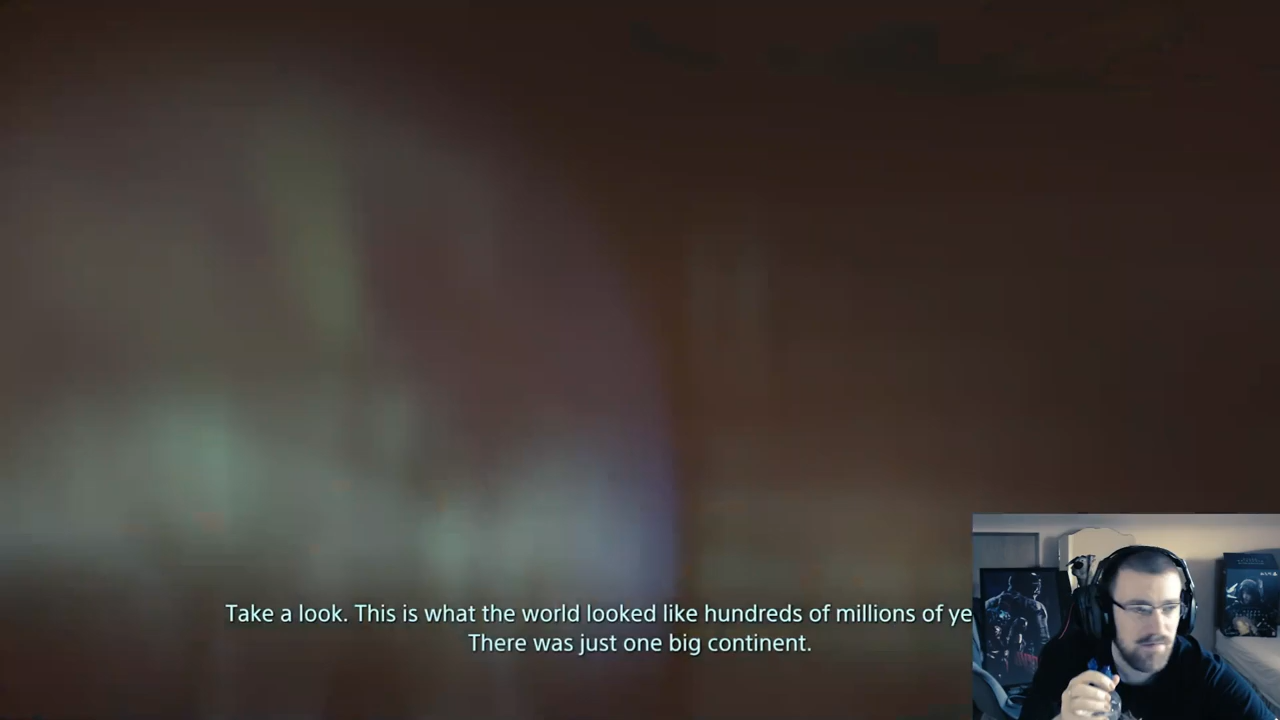 Take a look. This is what the world looked like hundreds of millions of ye
There was just one big continent.